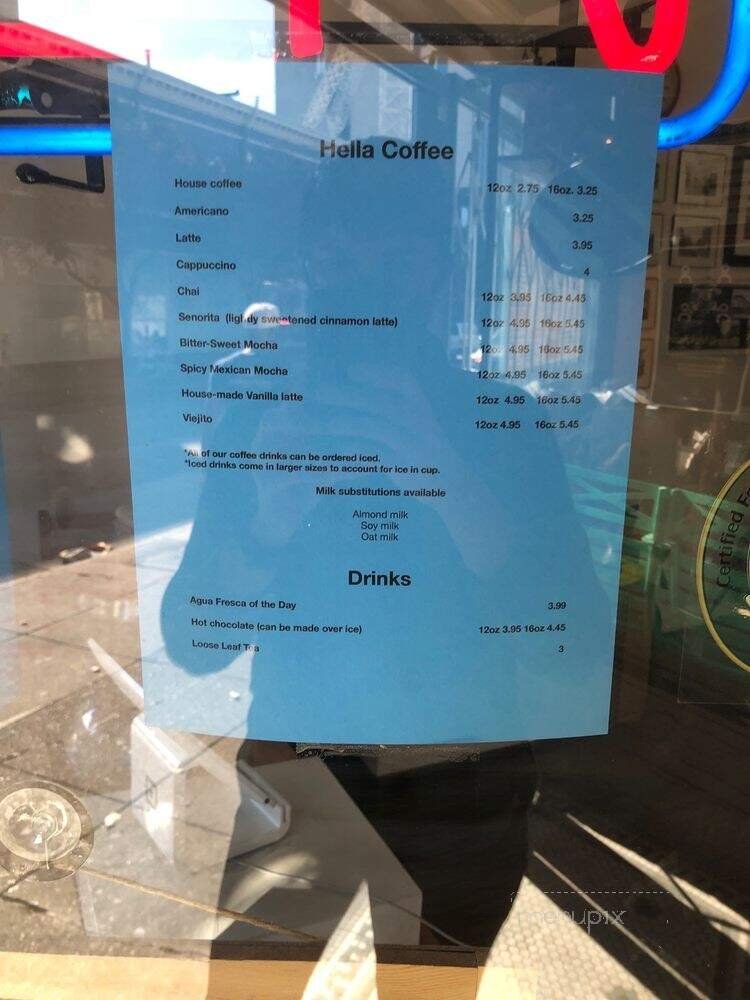 Hella Coffee
House coffee 12oz 2.75 16oz. 3.25
Americano 3.25
Latte 3.95
Cappuccino 4
Chai 12oz 3.95 16oz 4.45
Senorita (lightly sweetened cinnamon latte) 12oz 4.95 16oz 5.45
Bitter-Sweet Mocha 12oz 4.95 16oz 5.45
Spicy Mexican Mocha 12oz 4.95 16oz 5.45
House-made Vanilla latte 12oz 4.95 16oz 5.45
Viejito 12oz 4.95 16oz 5.45
*All of our coffee drinks can be ordered iced.
*Iced drinks come in larger sizes to account for ice in cup.
Milk substitutions available
Almond milk
Soy milk
Oat milk
Drinks
Agua Fresca of the Day 3.99
Hot chocolate (can be made over ice) 12oz 3.95 16oz 4.45
Loose Leaf Tea 3
Certified
menupix